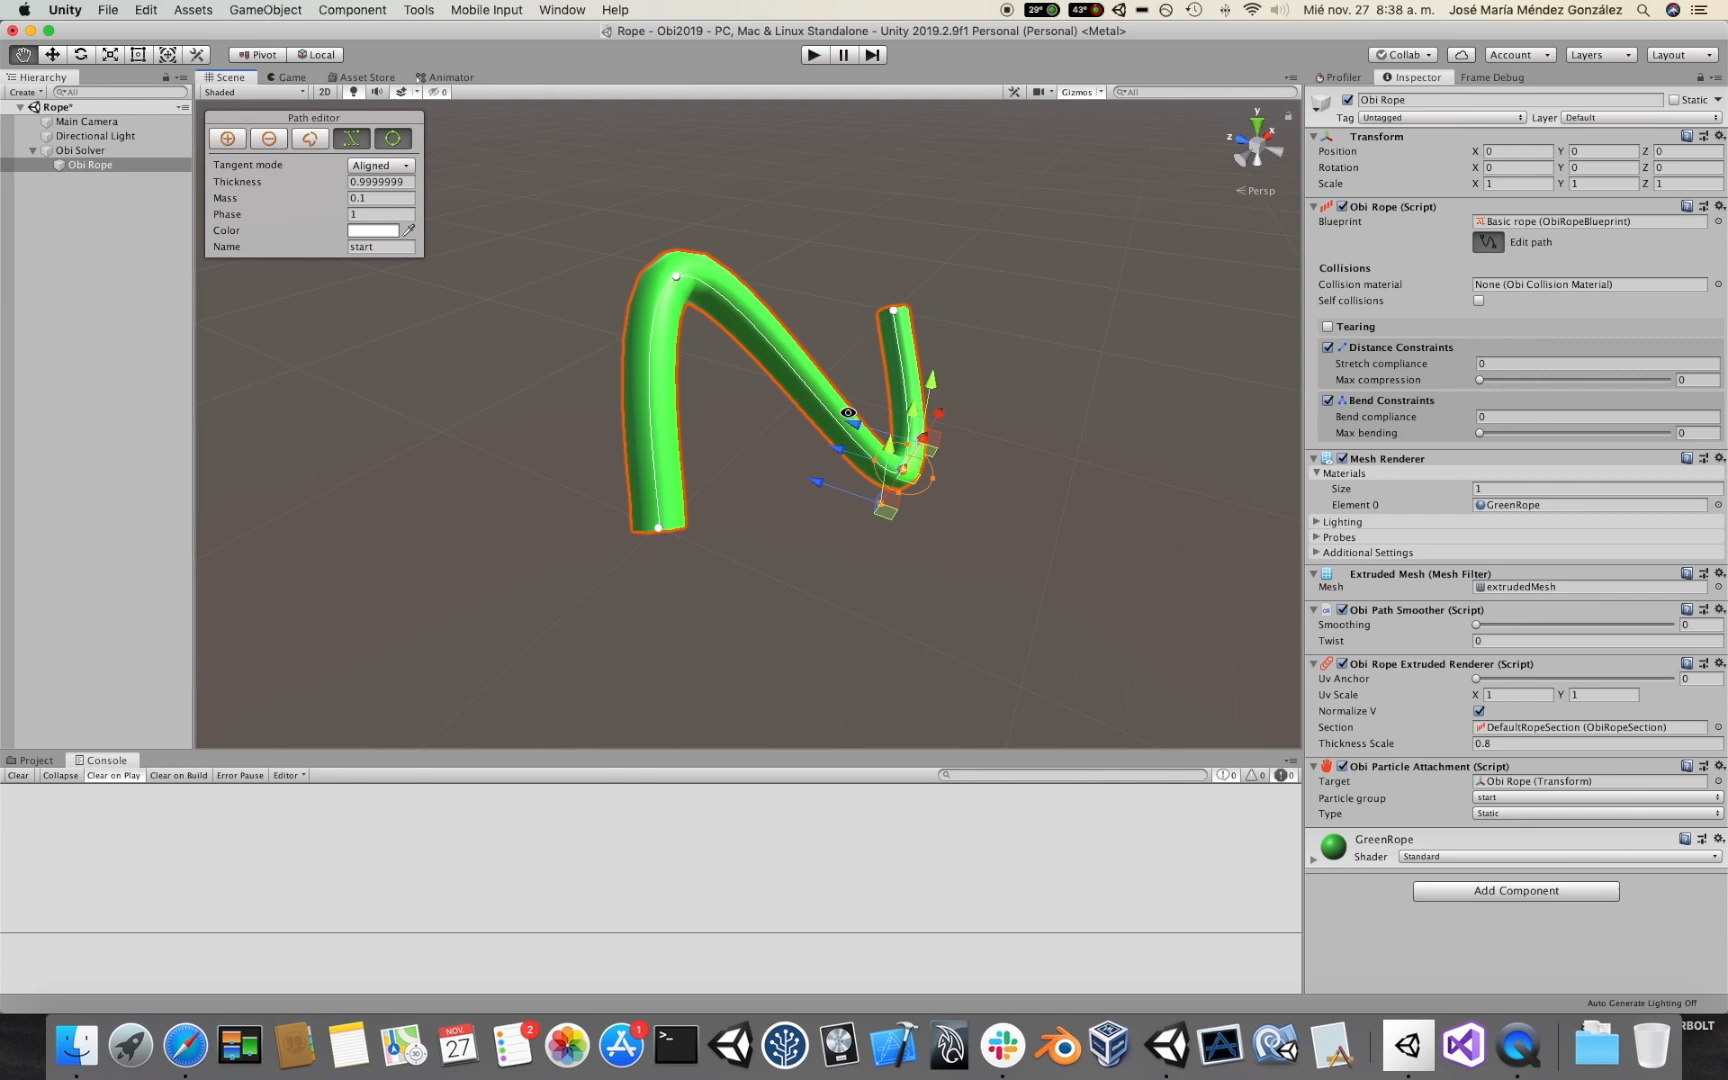 Unity File Edit Assets GameObject Component Tools Mobile Input Window Help
29° 43° Mié nov. 27 8:38 a. m. José María Méndez González
Rope - Obi2019 - PC, Mac & Linux Standalone - Unity 2019.2.9f1 Personal (Personal) <Metal>
Pivot Local
Collab Account Layers Layout
Hierarchy
Create All
Rope*
Main Camera
Directional Light
Obi Solver
Obi Rope
Scene Game Asset Store Animator
Shaded 2D 0 Gizmos All
Path editor
Tangent mode Aligned
Thickness 0.9999999
Mass 0.1
Phase 1
Color
Name start
y
x
z
Persp
Profiler Inspector Frame Debug
Obi Rope Static
Tag Untagged Layer Default
Transform
Position X 0 Y 0 Z 0
Rotation X 0 Y 0 Z 0
Scale X 1 Y 1 Z 1
Obi Rope (Script)
Blueprint Basic rope (ObiRopeBlueprint)
Edit path
Collisions
Collision material None (Obi Collision Material)
Self collisions
Tearing
Distance Constraints
Stretch compliance 0
Max compression 0
Bend Constraints
Bend compliance 0
Max bending 0
Mesh Renderer
Materials
Size 1
Element 0 GreenRope
Lighting
Probes
Additional Settings
Extruded Mesh (Mesh Filter)
Mesh extrudedMesh
Obi Path Smoother (Script)
Smoothing 0
Twist 0
Obi Rope Extruded Renderer (Script)
Uv Anchor 0
Uv Scale X 1 Y 1
Normalize V
Section DefaultRopeSection (ObiRopeSection)
Thickness Scale 0.8
Obi Particle Attachment (Script)
Target Obi Rope (Transform)
Particle group start
Type Static
GreenRope
Shader Standard
Add Component
Project Console
Clear Collapse Clear on Play Clear on Build Error Pause Editor
0 0 0
Auto Generate Lighting Off
NOV.
27
2
1
RBOLT